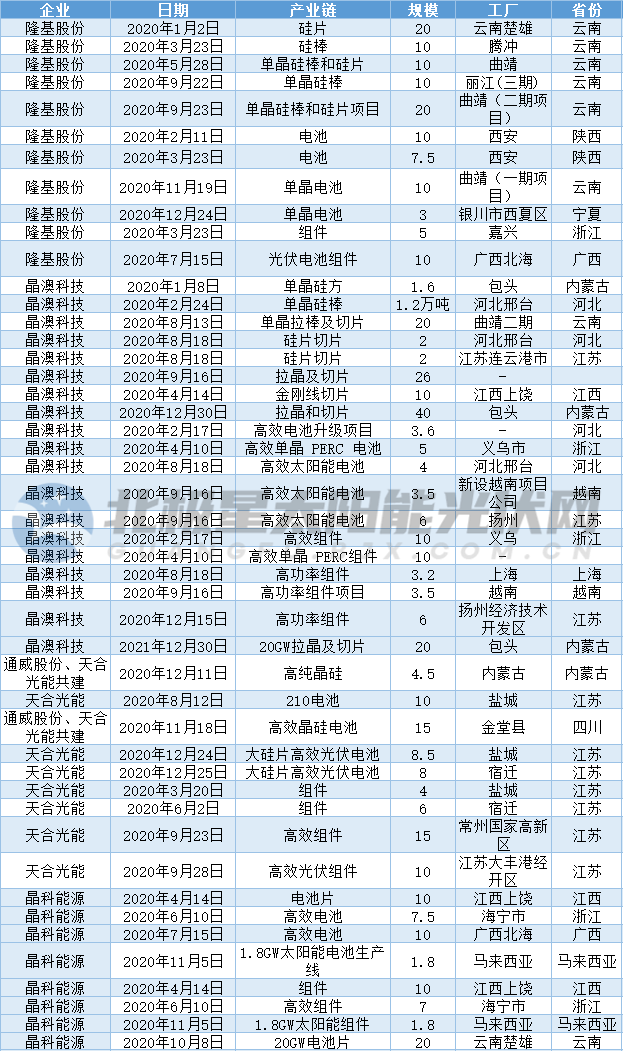 企业 日期 产业链 规模 工厂 省份
隆基股份 2020年1月2日 硅片 20 云南楚雄 云南
隆基股份 2020年3月23日 硅棒 10 腾冲 云南
隆基股份 2020年5月28日 单晶硅棒和硅片 10 曲靖 云南
隆基股份 2020年9月22日 单晶硅棒 10 丽江(三期) 云南
隆基股份 2020年9月23日 单晶硅棒和硅片项目 20 曲靖（二期项目） 云南
隆基股份 2020年2月11日 电池 10 西安 陕西
隆基股份 2020年3月23日 电池 7.5 西安 陕西
隆基股份 2020年11月19日 单晶电池 10 曲靖（一期项目） 云南
隆基股份 2020年12月24日 单晶电池 3 银川市西夏区 宁夏
隆基股份 2020年3月23日 组件 5 嘉兴 浙江
隆基股份 2020年7月15日 光伏电池组件 10 广西北海 广西
晶澳科技 2020年1月8日 单晶硅方 1.6 包头 内蒙古
晶澳科技 2020年2月24日 单晶硅棒 1.2万吨 河北邢台 河北
晶澳科技 2020年8月13日 单晶拉棒及切片 20 曲靖二期 云南
晶澳科技 2020年8月18日 硅片切片 2 河北邢台 河北
晶澳科技 2020年8月18日 硅片切片 2 江苏连云港市 江苏
晶澳科技 2020年9月16日 拉晶及切片 26 -
晶澳科技 2020年4月14日 金刚线切片 10 江西上饶 江西
晶澳科技 2020年12月30日 拉晶和切片 40 包头 内蒙古
晶澳科技 2020年2月17日 高效电池升级项目 3.6 - 河北
晶澳科技 2020年4月10日 高效单晶 PERC 电池 5 义乌市 浙江
晶澳科技 2020年8月18日 高效太阳能电池 4 河北邢台 河北
晶澳科技 2020年9月16日 高效太阳能电池 3.5 新设越南项目公司 越南
晶澳科技 2020年9月16日 高效太阳能电池 6 扬州 江苏
晶澳科技 2020年2月17日 高效组件 10 义乌 浙江
晶澳科技 2020年4月10日 高效单晶 PERC组件 10 -
晶澳科技 2020年8月18日 高功率组件 3.2 上海 上海
晶澳科技 2020年9月16日 高功率组件项目 3.5 越南 越南
晶澳科技 2020年12月15日 高功率组件 6 扬州经济技术开发区 江苏
晶澳科技 2021年12月30日 20GW拉晶及切片 20 包头 内蒙古
通威股份、天合光能共建 2020年12月11日 高纯晶硅 4.5 内蒙古 内蒙古
天合光能 2020年8月12日 210电池 10 盐城 江苏
通威股份、天合光能共建 2020年11月18日 高效晶硅电池 15 金堂县 四川
天合光能 2020年12月24日 大硅片高效光伏电池 8.5 盐城 江苏
天合光能 2020年12月25日 大硅片高效光伏电池 8 宿迁 江苏
天合光能 2020年3月20日 组件 4 盐城 江苏
天合光能 2020年6月2日 组件 6 宿迁 江苏
天合光能 2020年9月23日 高效组件 15 常州国家高新区 江苏
天合光能 2020年9月28日 高效光伏组件 10 江苏大丰港经开区 江苏
晶科能源 2020年4月14日 电池片 10 江西上饶 江西
晶科能源 2020年6月10日 高效电池 7.5 海宁市 浙江
晶科能源 2020年7月15日 高效电池 10 广西北海 广西
晶科能源 2020年11月5日 1.8GW太阳能电池生产线 1.8 马来西亚 马来西亚
晶科能源 2020年4月14日 组件 10 江西上饶 江西
晶科能源 2020年6月10日 高效组件 7 海宁市 浙江
晶科能源 2020年11月5日 1.8GW太阳能组件 1.8 马来西亚 马来西亚
晶科能源 2020年10月8日 20GW电池片 20 云南楚雄 云南
北极星太阳能光伏网